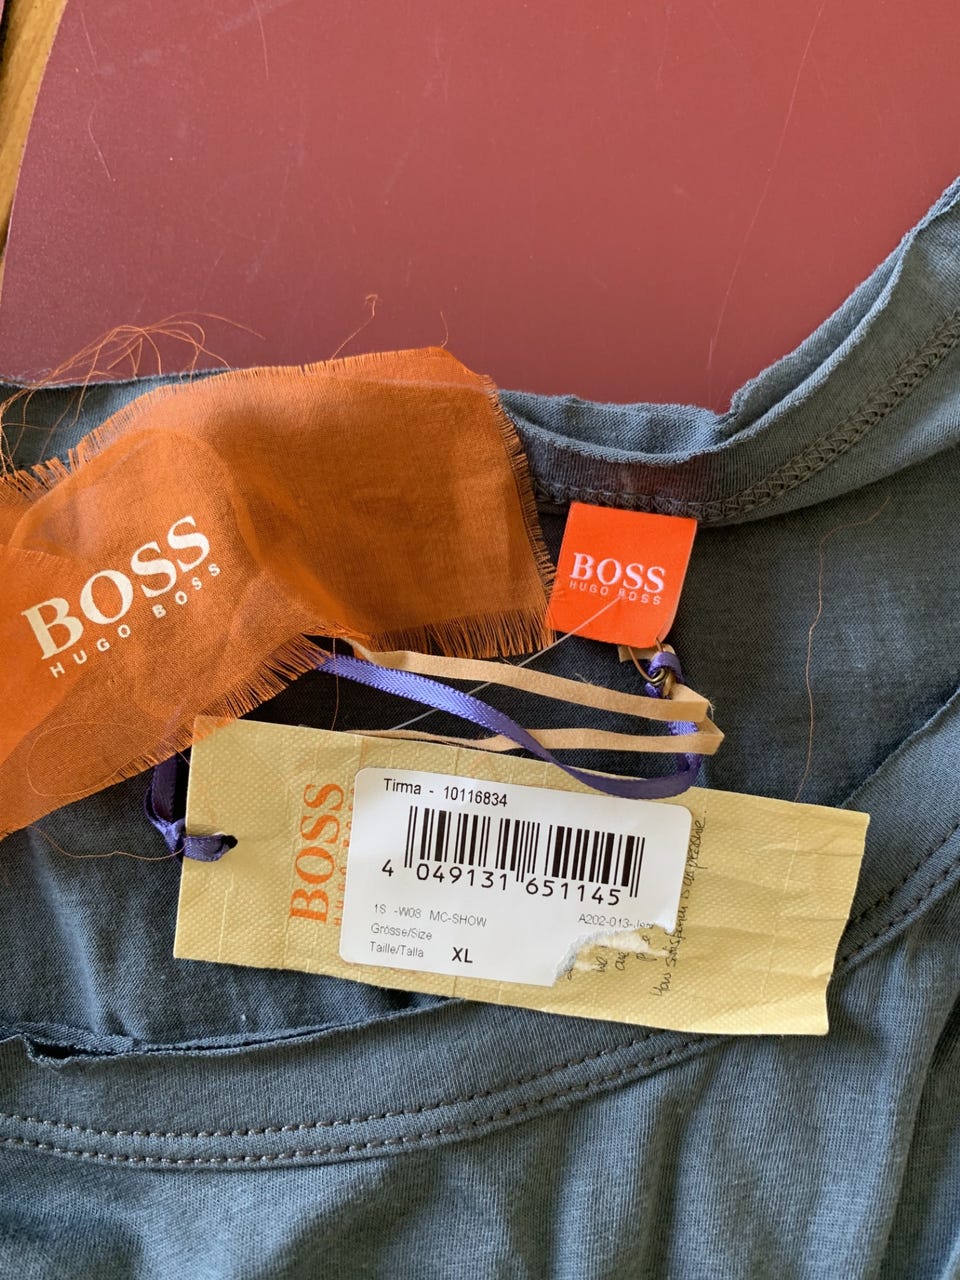 BOSS
HUGO BOSS
BOSS
HUGO BOSS
BOSS
Tirma - 10116834
4 049131 651145
1S -W08 MC-SHOW
A202-013-
Grösse/Size
Taille/Talla XL